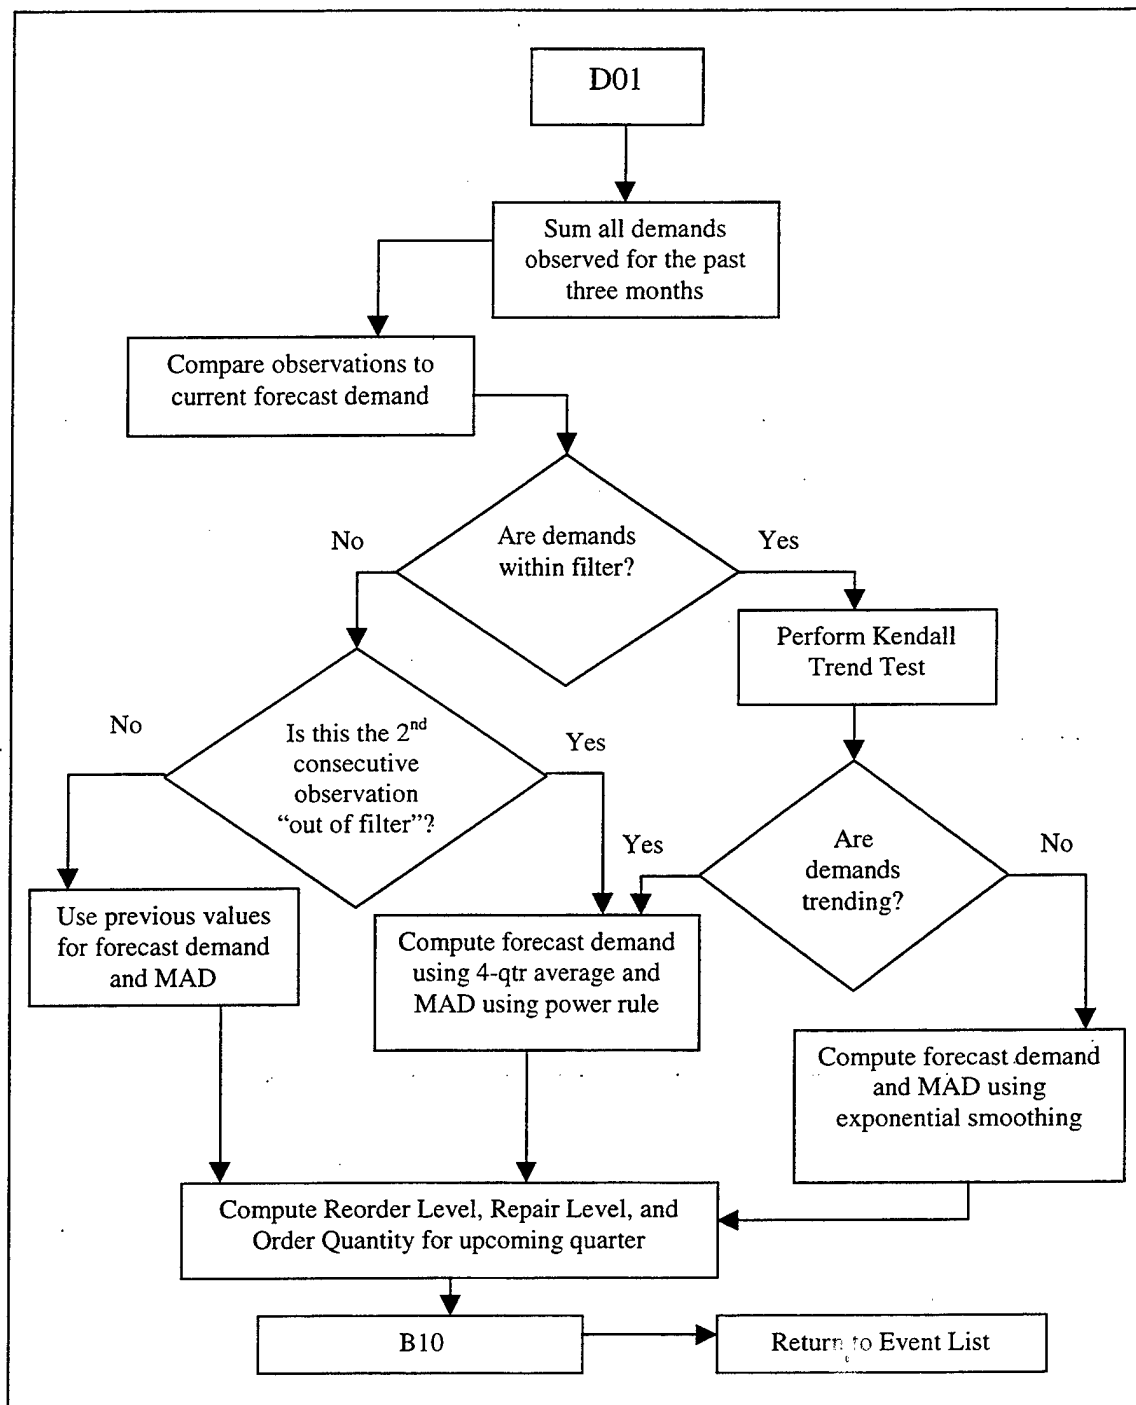 D01
Sum all demands
observed for the past
three months
Compare observations to
current forecast demand
Are demands
within filter?
No
Yes
Perform Kendall
Trend Test
Is this the 2nd
consecutive
observation
“out of filter”?
No
Yes
Are
demands
trending?
Yes
No
Use previous values
for forecast demand
and MAD
Compute forecast demand
using 4-qtr average and
MAD using power rule
Compute forecast demand
and MAD using
exponential smoothing
Compute Reorder Level, Repair Level, and
Order Quantity for upcoming quarter
B10
Return to Event List